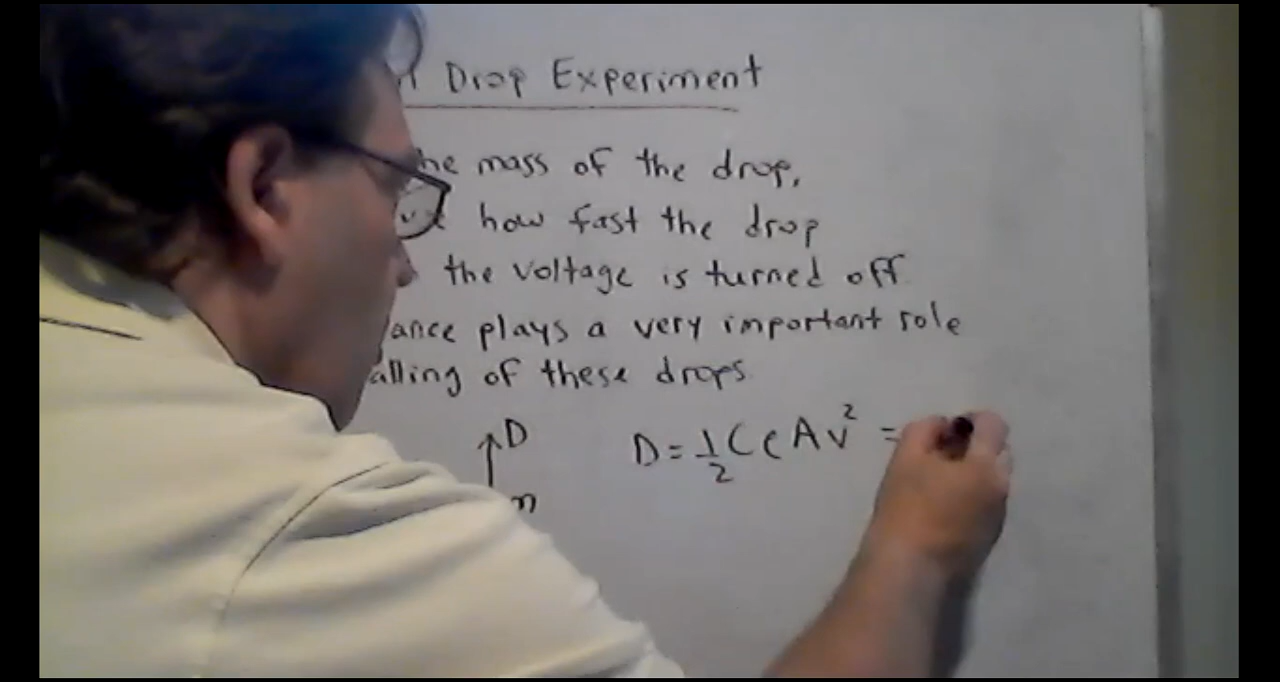 Drop Experiment
he mass of the drop,
how fast the drop
the voltage is turned off
ance plays a very important role
alling of these drops.
D
m
D = 1/2 C ρ A v² =